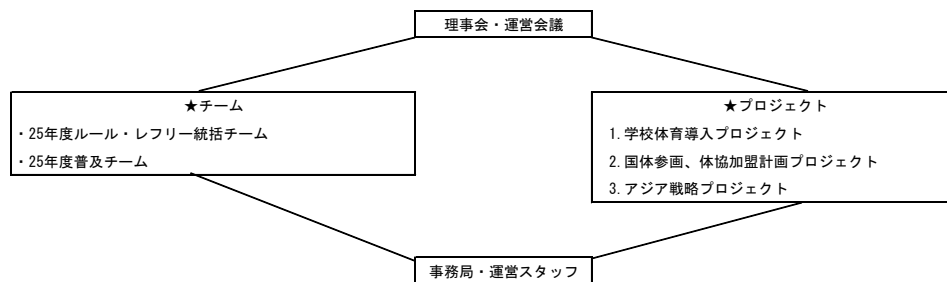 理事会・運営会議
★チーム
・25年度ルール・レフリー統括チーム
・25年度普及チーム
★プロジェクト
1.学校体育導入プロジェクト
2.国体参画、体協加盟計画プロジェクト
3.アジア戦略プロジェクト
事務局・運営スタッフ